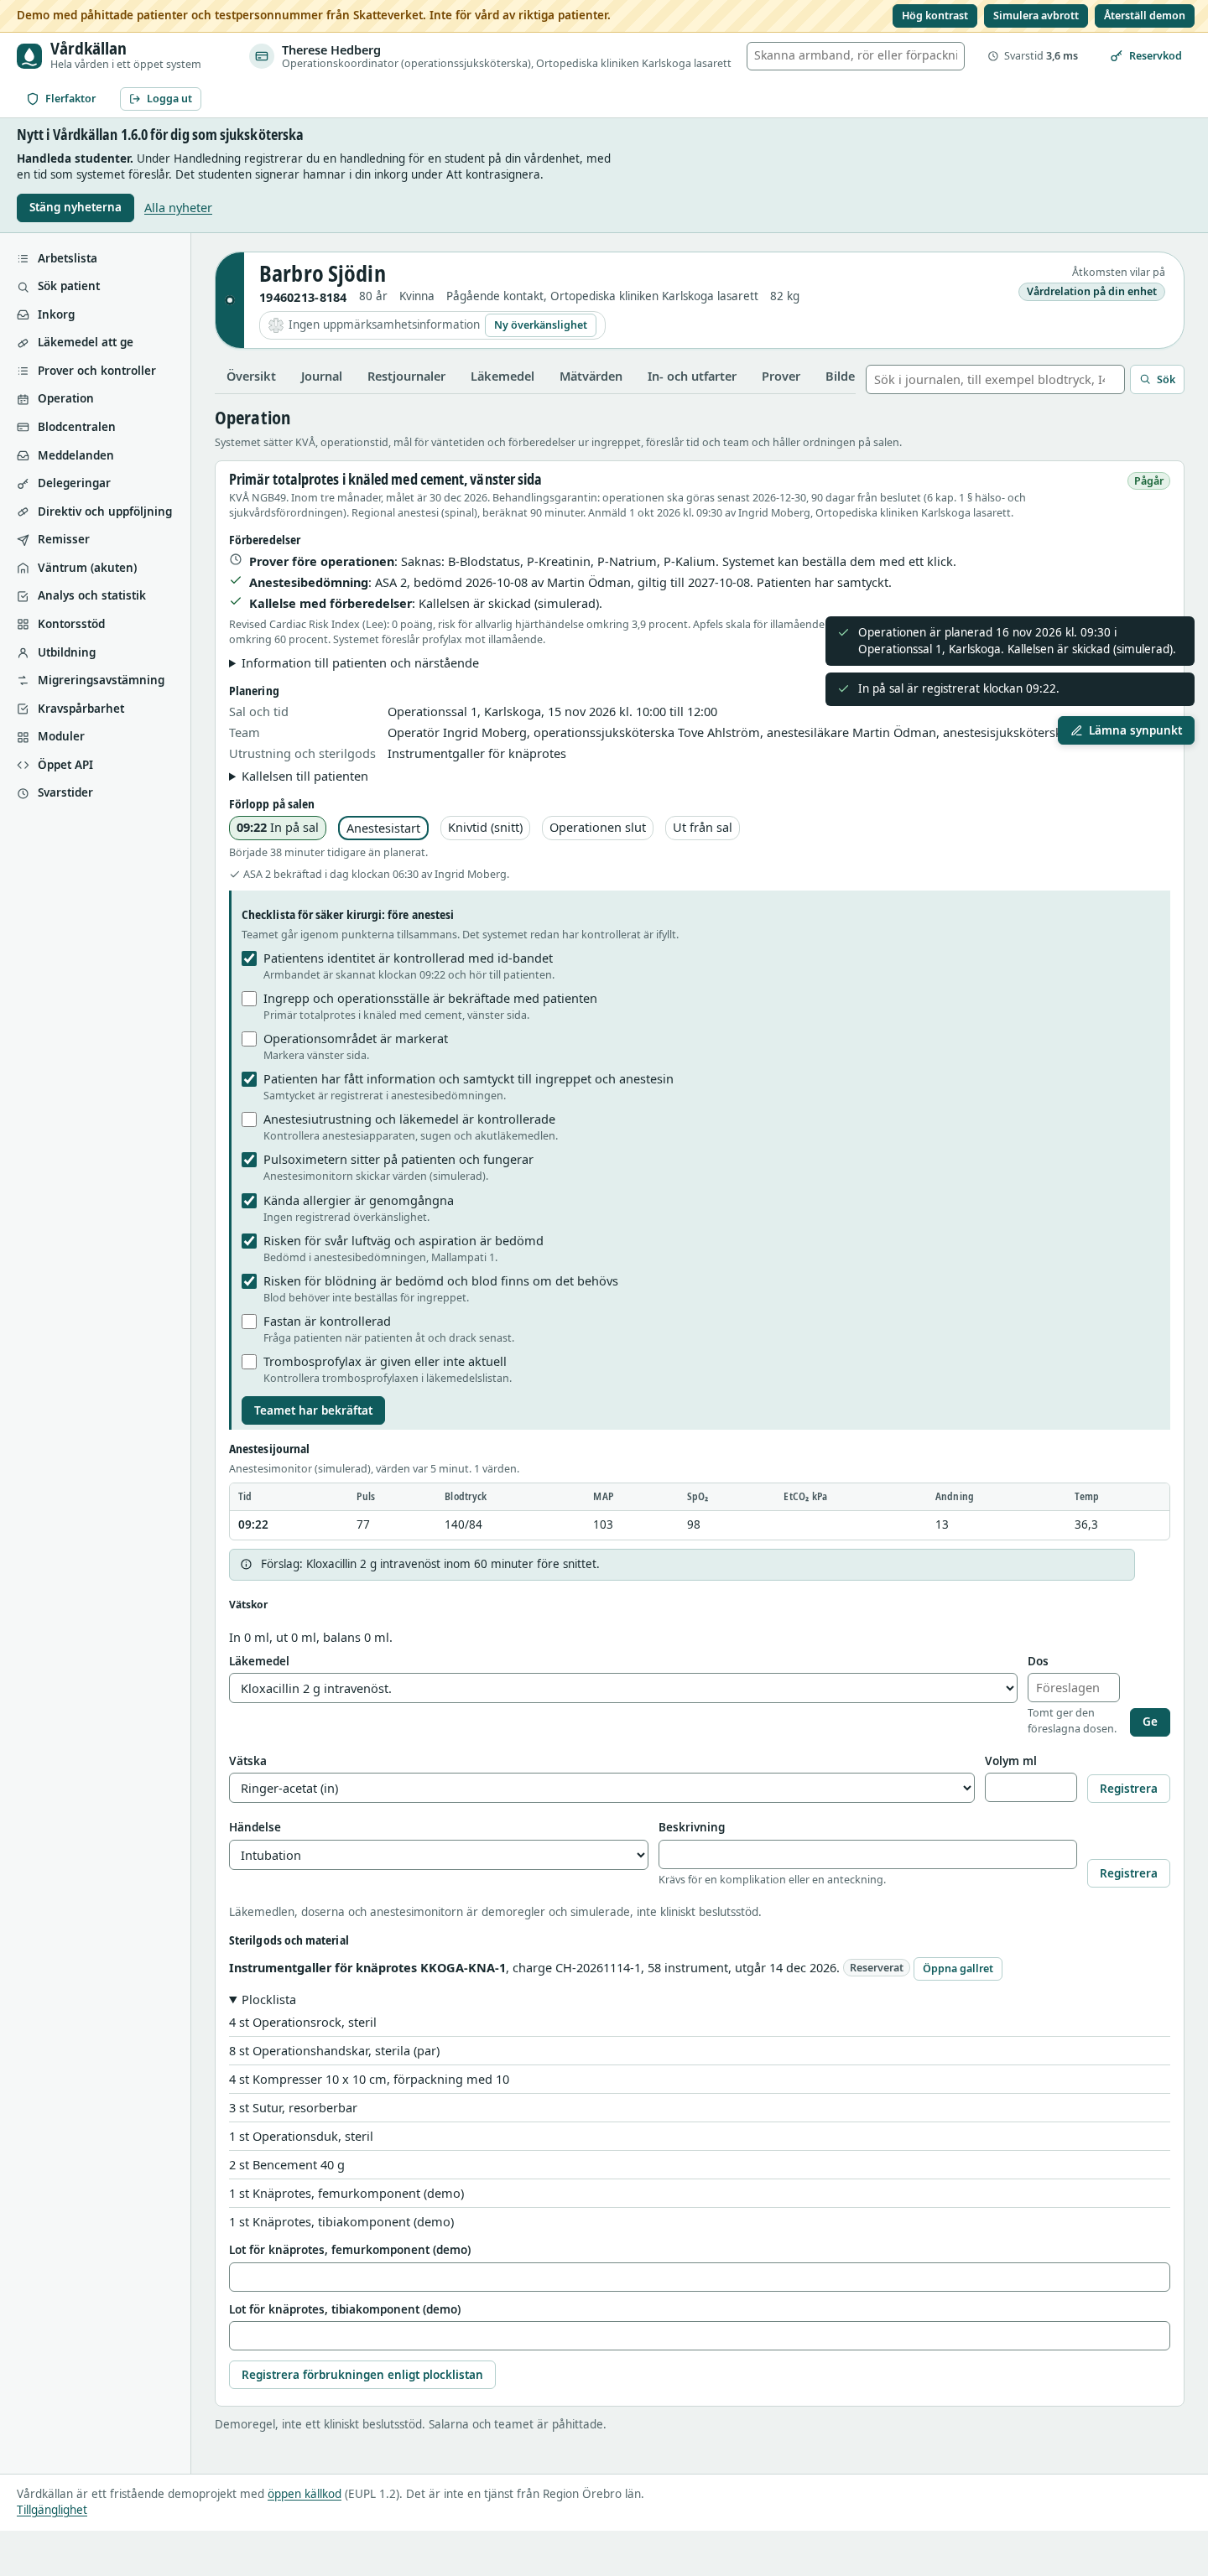 Demo med påhittade patienter och testpersonnummer från Skatteverket. Inte för vård av riktiga patienter.
Hög kontrast
Simulera avbrott
Återställ demon
Vårdkällan
Hela vården i ett öppet system
Therese Hedberg
Operationskoordinator (operationssjuksköterska), Ortopediska kliniken Karlskoga lasarett
Skanna armband, rör eller förpackni
Svarstid 3,6 ms
Reservkod
Flerfaktor
Logga ut
Nytt i Vårdkällan 1.6.0 för dig som sjuksköterska
Handleda studenter. Under Handledning registrerar du en handledning för en student på din vårdenhet, med
en tid som systemet föreslår. Det studenten signerar hamnar i din inkorg under Att kontrasignera.
Stäng nyheterna
Alla nyheter
Arbetslista
Sök patient
Inkorg
Läkemedel att ge
Prover och kontroller
Operation
Blodcentralen
Meddelanden
Delegeringar
Direktiv och uppföljning
Remisser
Väntrum (akuten)
Analys och statistik
Kontorsstöd
Utbildning
Migreringsavstämning
Kravspårbarhet
Moduler
Öppet API
Svarstider
Barbro Sjödin
19460213-8184 80 år Kvinna Pågående kontakt, Ortopediska kliniken Karlskoga lasarett 82 kg
Ingen uppmärksamhetsinformation
Ny överkänslighet
Åtkomsten vilar på
Vårdrelation på din enhet
Översikt
Journal
Restjournaler
Läkemedel
Mätvärden
In- och utfarter
Prover
Bilde
Sök i journalen, till exempel blodtryck, I4
Sök
Operation
Systemet sätter KVÅ, operationstid, mål för väntetiden och förberedelser ur ingreppet, föreslår tid och team och håller ordningen på salen.
Primär totalprotes i knäled med cement, vänster sida
Pågår
KVÅ NGB49. Inom tre månader, målet är 30 dec 2026. Behandlingsgarantin: operationen ska göras senast 2026-12-30, 90 dagar från beslutet (6 kap. 1 § hälso- och
sjukvårdsförordningen). Regional anestesi (spinal), beräknat 90 minuter. Anmäld 1 okt 2026 kl. 09:30 av Ingrid Moberg, Ortopediska kliniken Karlskoga lasarett.
Förberedelser
Prover före operationen: Saknas: B-Blodstatus, P-Kreatinin, P-Natrium, P-Kalium. Systemet kan beställa dem med ett klick.
Anestesibedömning: ASA 2, bedömd 2026-10-08 av Martin Ödman, giltig till 2027-10-08. Patienten har samtyckt.
Kallelse med förberedelser: Kallelsen är skickad (simulerad).
Revised Cardiac Risk Index (Lee): 0 poäng, risk för allvarlig hjärthändelse omkring 3,9 procent. Apfels skala för illamående
omkring 60 procent. Systemet föreslår profylax mot illamående.
Operationen är planerad 16 nov 2026 kl. 09:30 i
Operationssal 1, Karlskoga. Kallelsen är skickad (simulerad).
In på sal är registrerat klockan 09:22.
Lämna synpunkt
Information till patienten och närstående
Planering
Sal och tid Operationssal 1, Karlskoga, 15 nov 2026 kl. 10:00 till 12:00
Team Operatör Ingrid Moberg, operationssjuksköterska Tove Ahlström, anestesiläkare Martin Ödman, anestesisjuksköterska
Utrustning och sterilgods Instrumentgaller för knäprotes
Kallelsen till patienten
Förlopp på salen
09:22 In på sal
Anestesistart
Knivtid (snitt)
Operationen slut
Ut från sal
Började 38 minuter tidigare än planerat.
ASA 2 bekräftad i dag klockan 06:30 av Ingrid Moberg.
Checklista för säker kirurgi: före anestesi
Teamet går igenom punkterna tillsammans. Det systemet redan har kontrollerat är ifyllt.
Patientens identitet är kontrollerad med id-bandet
Armbandet är skannat klockan 09:22 och hör till patienten.
Ingrepp och operationsställe är bekräftade med patienten
Primär totalprotes i knäled med cement, vänster sida.
Operationsområdet är markerat
Markera vänster sida.
Patienten har fått information och samtyckt till ingreppet och anestesin
Samtycket är registrerat i anestesibedömningen.
Anestesiutrustning och läkemedel är kontrollerade
Kontrollera anestesiapparaten, sugen och akutläkemedlen.
Pulsoximetern sitter på patienten och fungerar
Anestesimonitorn skickar värden (simulerad).
Kända allergier är genomgångna
Ingen registrerad överkänslighet.
Risken för svår luftväg och aspiration är bedömd
Bedömd i anestesibedömningen, Mallampati 1.
Risken för blödning är bedömd och blod finns om det behövs
Blod behöver inte beställas för ingreppet.
Fastan är kontrollerad
Fråga patienten när patienten åt och drack senast.
Trombosprofylax är given eller inte aktuell
Kontrollera trombosprofylaxen i läkemedelslistan.
Teamet har bekräftat
Anestesijournal
Anestesimonitor (simulerad), värden var 5 minut. 1 värden.
Tid Puls Blodtryck MAP SpO₂ EtCO₂ kPa Andning Temp
09:22 77 140/84 103 98 13 36,3
Förslag: Kloxacillin 2 g intravenöst inom 60 minuter före snittet.
Vätskor
In 0 ml, ut 0 ml, balans 0 ml.
Läkemedel
Dos
Kloxacillin 2 g intravenöst.
Föreslagen
Tomt ger den
föreslagna dosen.
Ge
Vätska
Volym ml
Ringer-acetat (in)
Registrera
Händelse
Beskrivning
Intubation
Krävs för en komplikation eller en anteckning.
Registrera
Läkemedlen, doserna och anestesimonitorn är demoregler och simulerade, inte kliniskt beslutsstöd.
Sterilgods och material
Instrumentgaller för knäprotes KKOGA-KNA-1, charge CH-20261114-1, 58 instrument, utgår 14 dec 2026.
Reserverat
Öppna gallret
Plocklista
4 st Operationsrock, steril
8 st Operationshandskar, sterila (par)
4 st Kompresser 10 x 10 cm, förpackning med 10
3 st Sutur, resorberbar
1 st Operationsduk, steril
2 st Bencement 40 g
1 st Knäprotes, femurkomponent (demo)
1 st Knäprotes, tibiakomponent (demo)
Lot för knäprotes, femurkomponent (demo)
Lot för knäprotes, tibiakomponent (demo)
Registrera förbrukningen enligt plocklistan
Demoregel, inte ett kliniskt beslutsstöd. Salarna och teamet är påhittade.
Vårdkällan är ett fristående demoprojekt med öppen källkod (EUPL 1.2). Det är inte en tjänst från Region Örebro län.
Tillgänglighet